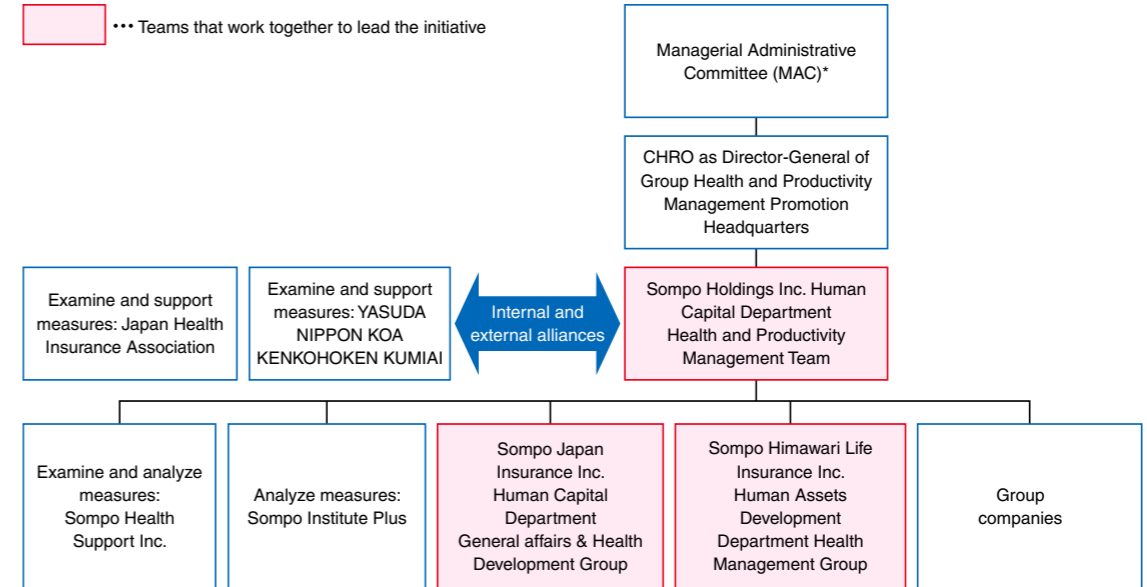 ••• Teams that work together to lead the initiative
Managerial Administrative
Committee (MAC)*
CHRO as Director-General of
Group Health and Productivity
Management Promotion
Headquarters
Examine and support
measures: Japan Health
Insurance Association
Examine and support
measures: YASUDA
NIPPON KOA
KENKOHOKEN KUMIAI
Internal and
external alliances
Sompo Holdings Inc. Human
Capital Department
Health and Productivity
Management Team
Examine and analyze
measures:
Sompo Health
Support Inc.
Analyze measures:
Sompo Institute Plus
Sompo Japan
Insurance Inc.
Human Capital
Department
General affairs & Health
Development Group
Sompo Himawari Life
Insurance Inc.
Human Assets
Development
Department Health
Management Group
Group
companies